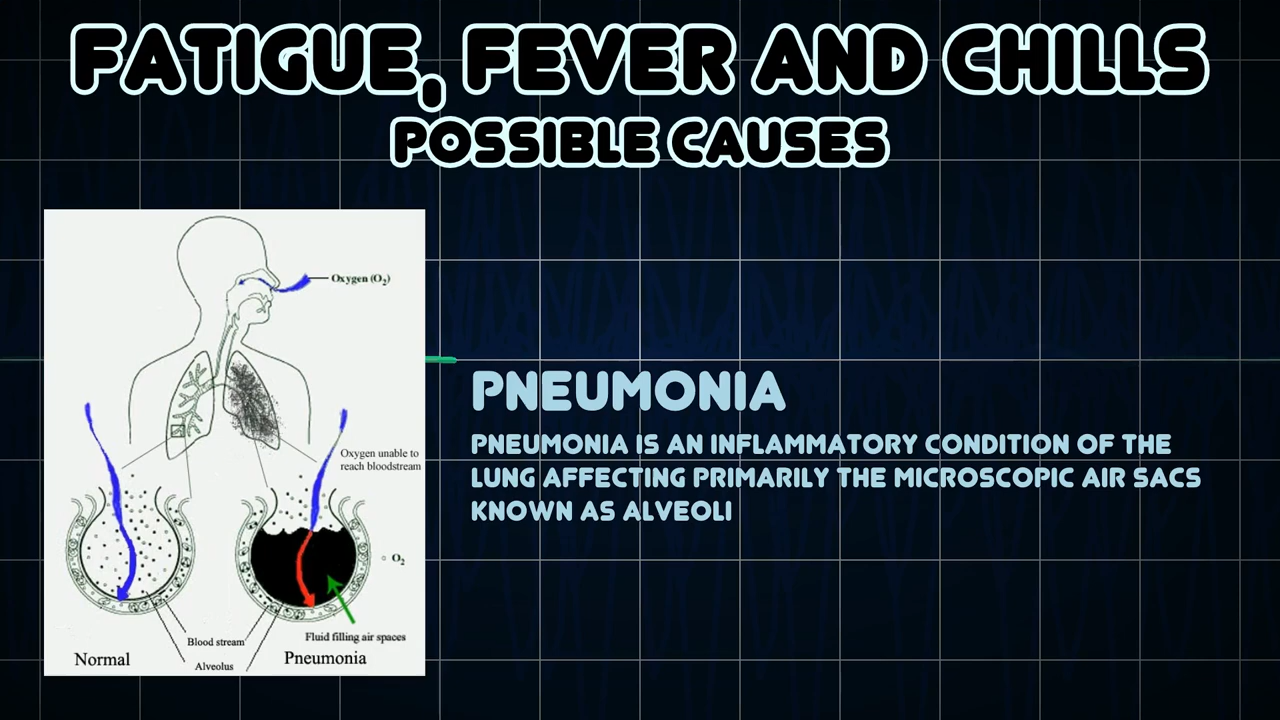 FATIGUE, FEVER AND CHILLS
POSSIBLE CAUSES
Oxygen (O₂)
Oxygen unable to
reach bloodstream
O₂
Blood stream
Fluid filling air spaces
Alveolus
Normal
Pneumonia
PNEUMONIA
PNEUMONIA IS AN INFLAMMATORY CONDITION OF THE
LUNG AFFECTING PRIMARILY THE MICROSCOPIC AIR SACS
KNOWN AS ALVEOLI